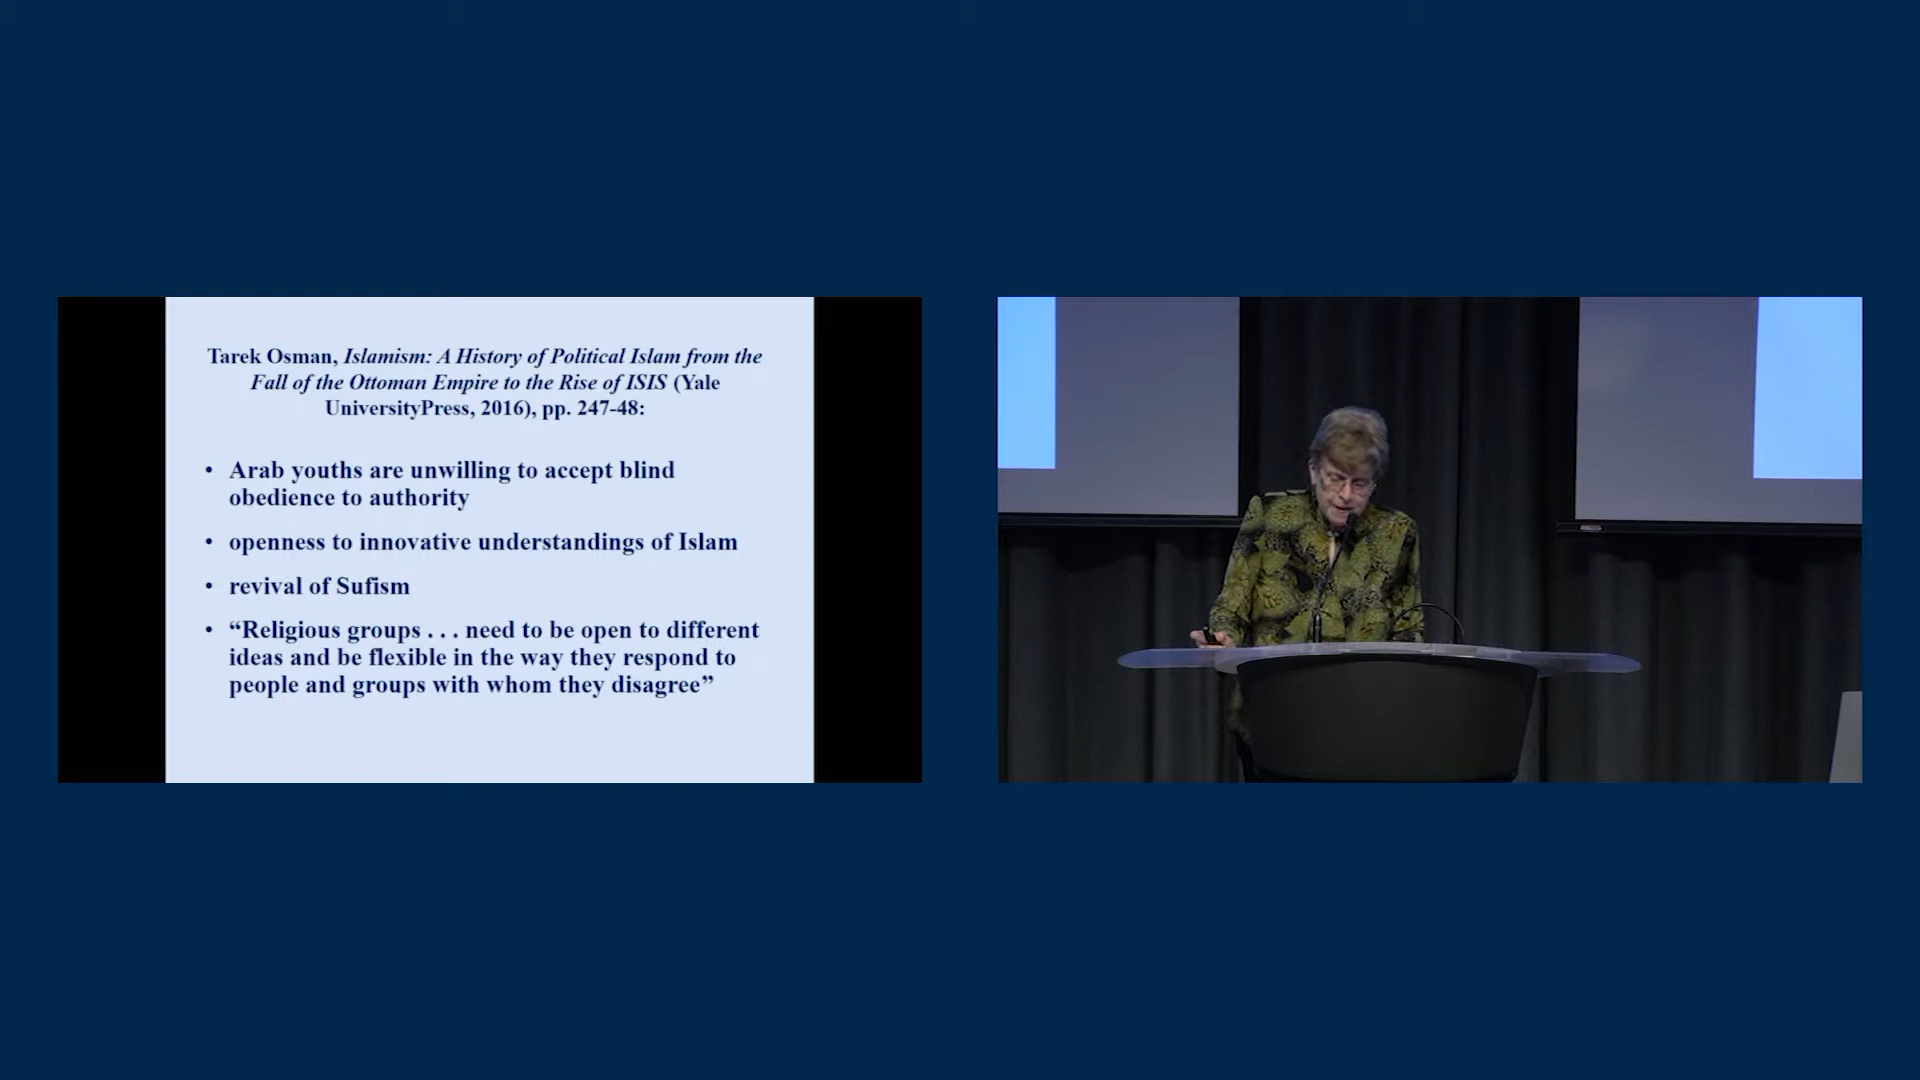 Tarek Osman, Islamism: A History of Political Islam from the
Fall of the Ottoman Empire to the Rise of ISIS (Yale
UniversityPress, 2016), pp. 247-48:
• Arab youths are unwilling to accept blind
obedience to authority
• openness to innovative understandings of Islam
• revival of Sufism
• “Religious groups . . . need to be open to different
ideas and be flexible in the way they respond to
people and groups with whom they disagree”